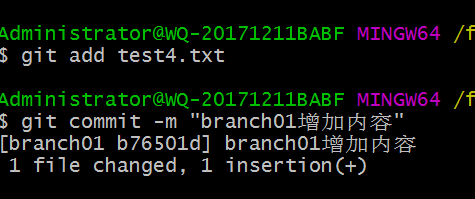 Administrator@WQ-20171211BABF MINGW64 /f
$ git add test4.txt
Administrator@WQ-20171211BABF MINGW64 /f
$ git commit -m "branch01增加内容"
[branch01 b76501d] branch01增加内容
1 file changed, 1 insertion(+)